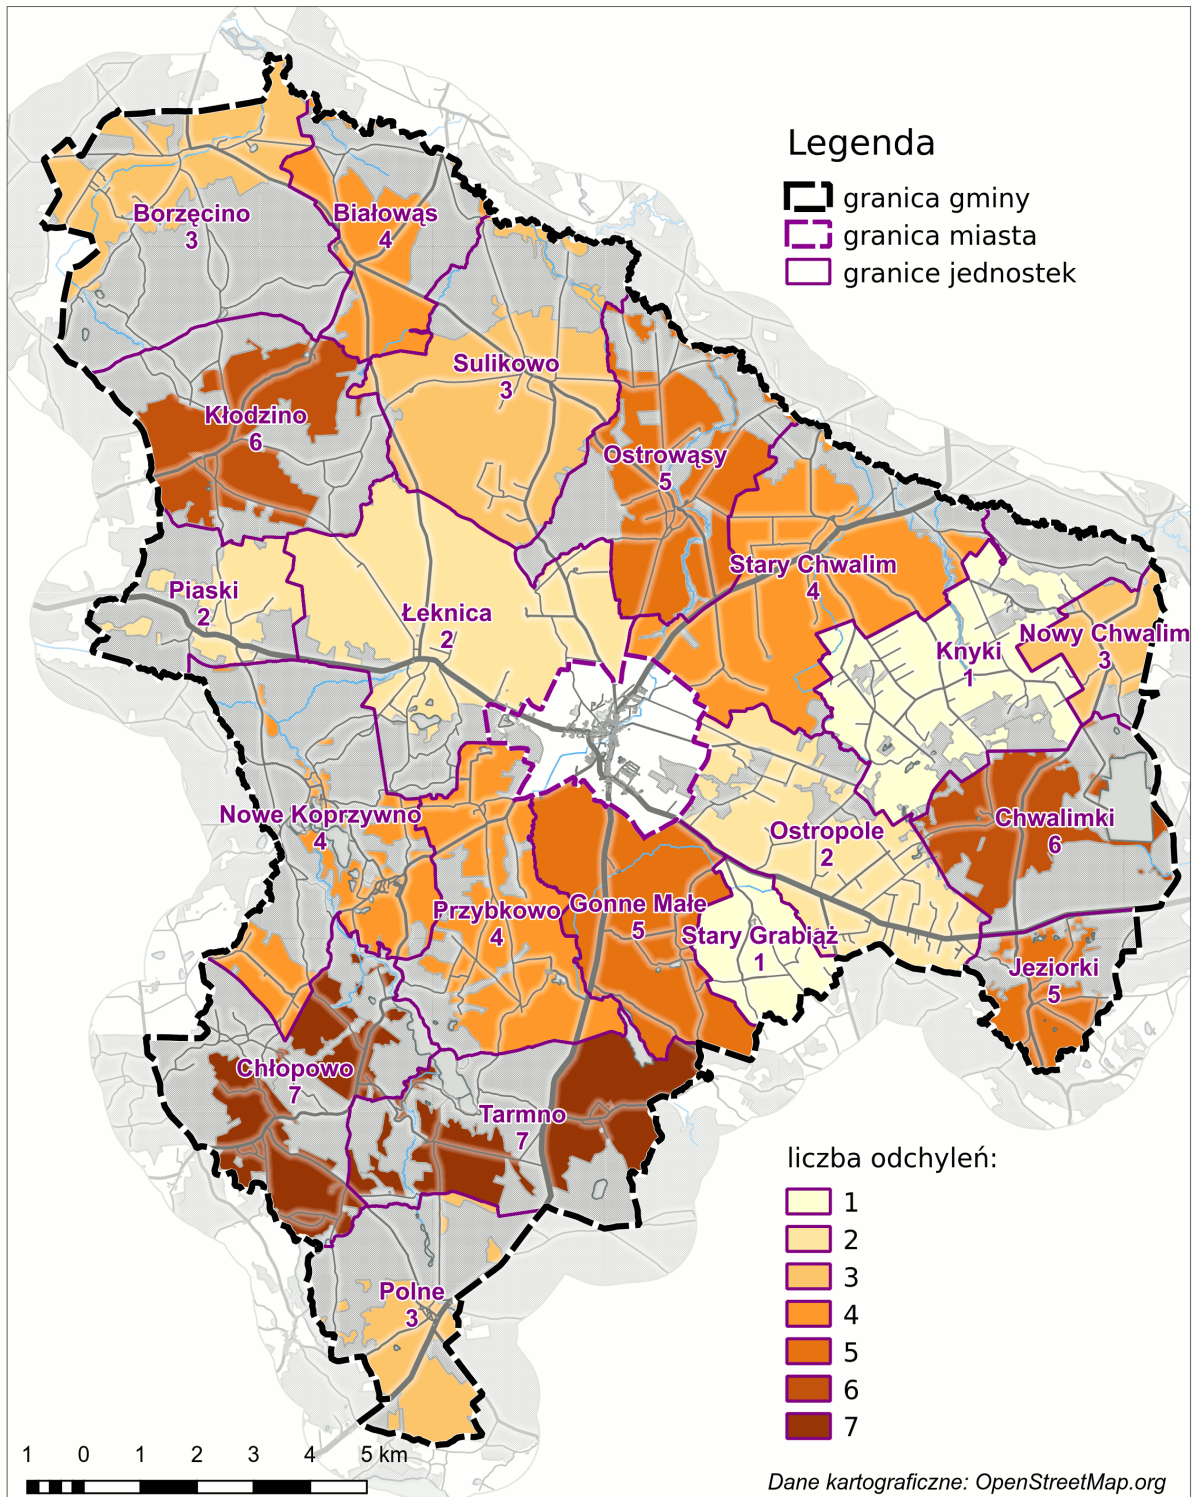 Legenda
granica gminy
granica miasta
granice jednostek
Borzęcino
3
Białowąs
4
Sulikowo
3
Kłodzino
6
Ostrowąsy
5
Stary Chwalim
4
Piaski
2
Łeknica
2
Knyki
1
Nowy Chwalim
3
Nowe Koprzywno
4
Ostropole
2
Chwalimki
6
Przybkowo
4
Gonne Małe
5
Stary Grabiąż
1
Jeziorki
5
Chłopowo
7
Tarmno
7
Polne
3
liczba odchyleń:
1
2
3
4
5
6
7
1 0 1 2 3 4 5 km
Dane kartograficzne: OpenStreetMap.org